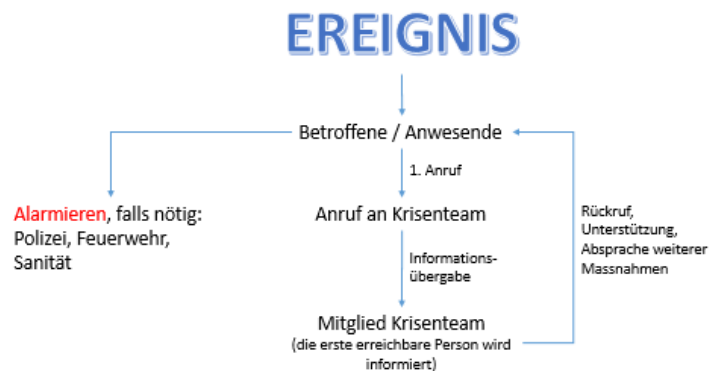 EREIGNIS
Betroffene / Anwesende
1. Anruf
Alarmieren, falls nötig:
Polizei, Feuerwehr,
Sanität
Anruf an Krisenteam
Rückruf,
Unterstützung,
Absprache weiterer
Massnahmen
Informations-
übergabe
Mitglied Krisenteam
(die erste erreichbare Person wird
informiert)